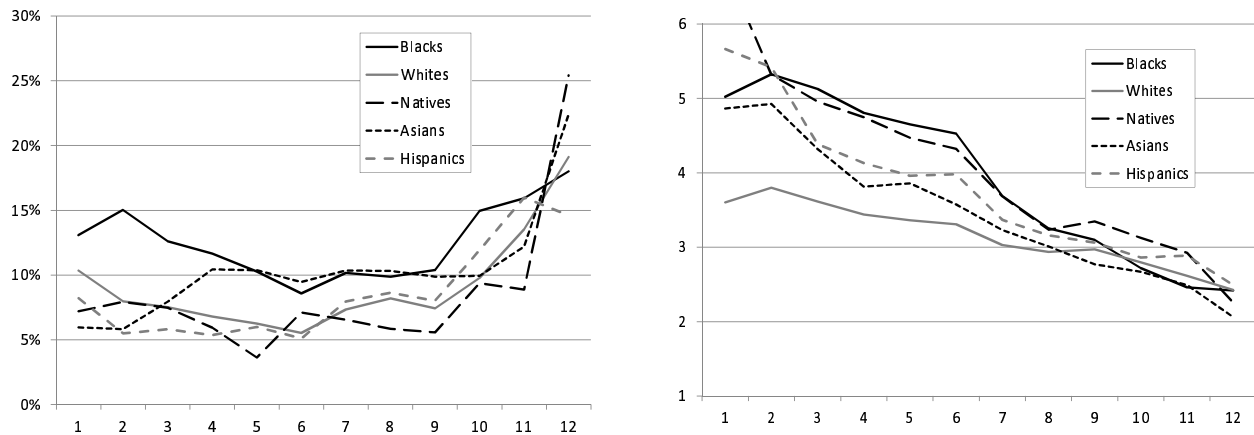 30%
25%
20%
15%
10%
5%
0%
1 2 3 4 5 6 7 8 9 10 11 12
Blacks
Whites
Natives
Asians
Hispanics
6
5
4
3
2
1
1 2 3 4 5 6 7 8 9 10 11 12
Blacks
Whites
Natives
Asians
Hispanics